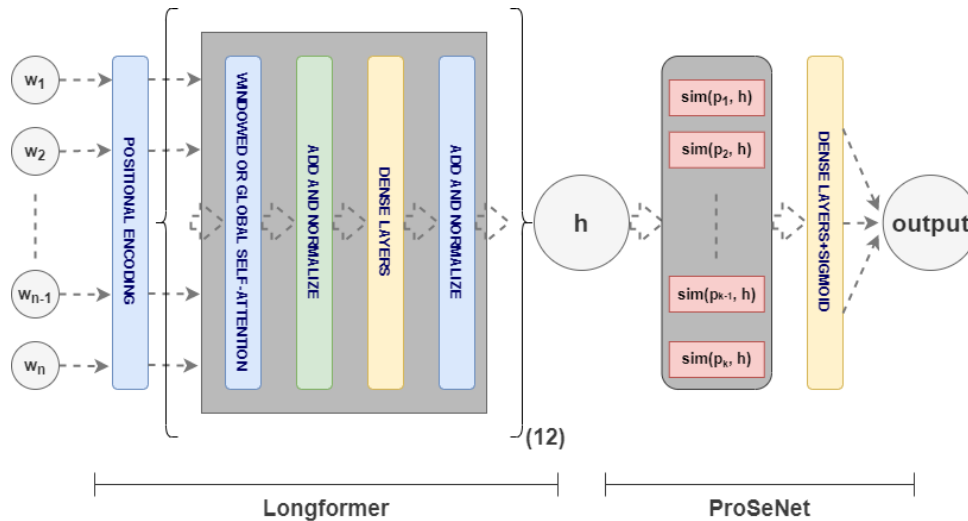 w1
w2
wn-1
wn
POSITIONAL ENCODING
WINDOWED OR GLOBAL SELF-ATTENTION
ADD AND NORMALIZE
DENSE LAYERS
ADD AND NORMALIZE
(12)
h
sim(p1, h)
sim(p2, h)
sim(pk-1, h)
sim(pk, h)
DENSE LAYERS+SIGMOID
output
Longformer
ProSeNet